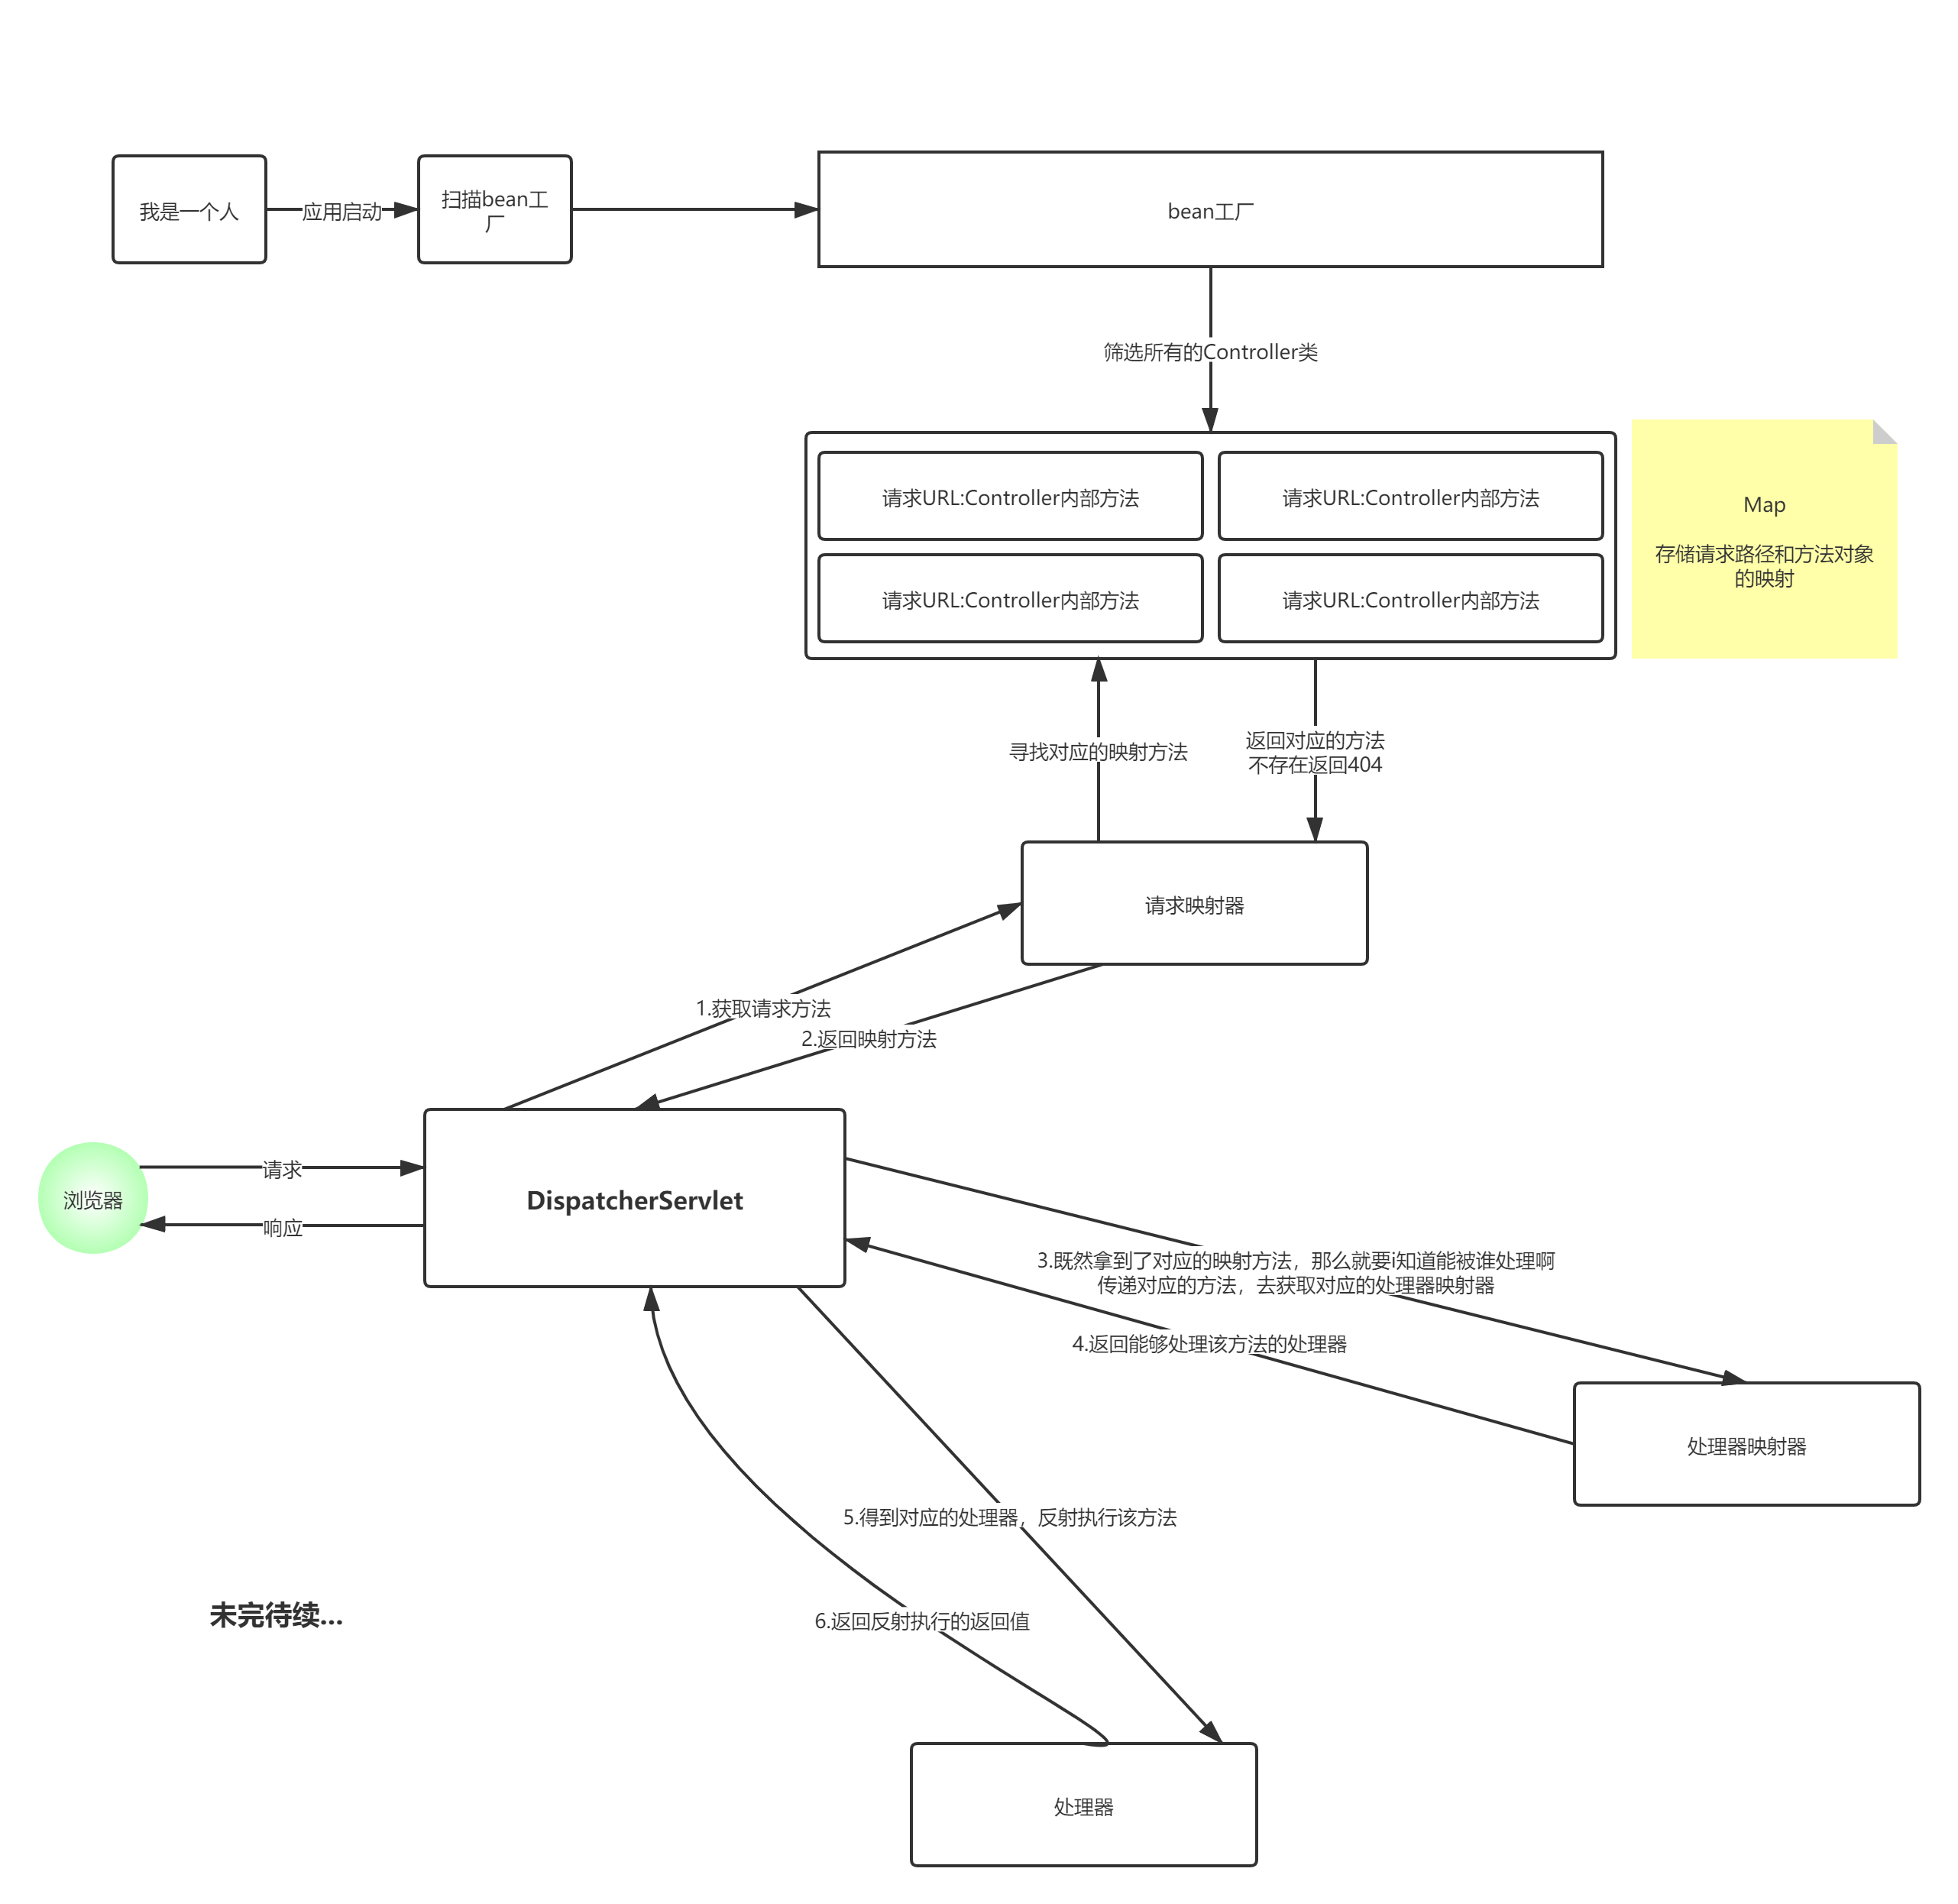 我是一个人
应用启动
扫描bean工
厂
bean工厂
筛选所有的Controller类
请求URL:Controller内部方法
请求URL:Controller内部方法
请求URL:Controller内部方法
请求URL:Controller内部方法
Map
存储请求路径和方法对象
的映射
寻找对应的映射方法
返回对应的方法
不存在返回404
请求映射器
1.获取请求方法
2.返回映射方法
浏览器
请求
响应
DispatcherServlet
3.既然拿到了对应的映射方法，那么就要i知道能被谁处理啊
传递对应的方法，去获取对应的处理器映射器
4.返回能够处理该方法的处理器
处理器映射器
5.得到对应的处理器，反射执行该方法
6.返回反射执行的返回值
未完待续...
处理器